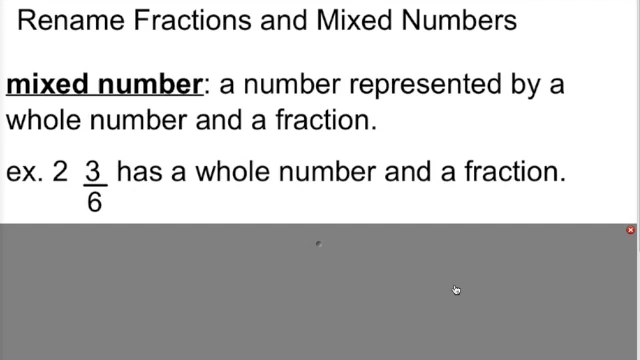 Rename Fractions and Mixed Numbers
mixed number: a number represented by a
whole number and a fraction.
ex. 2 3/6 has a whole number and a fraction.